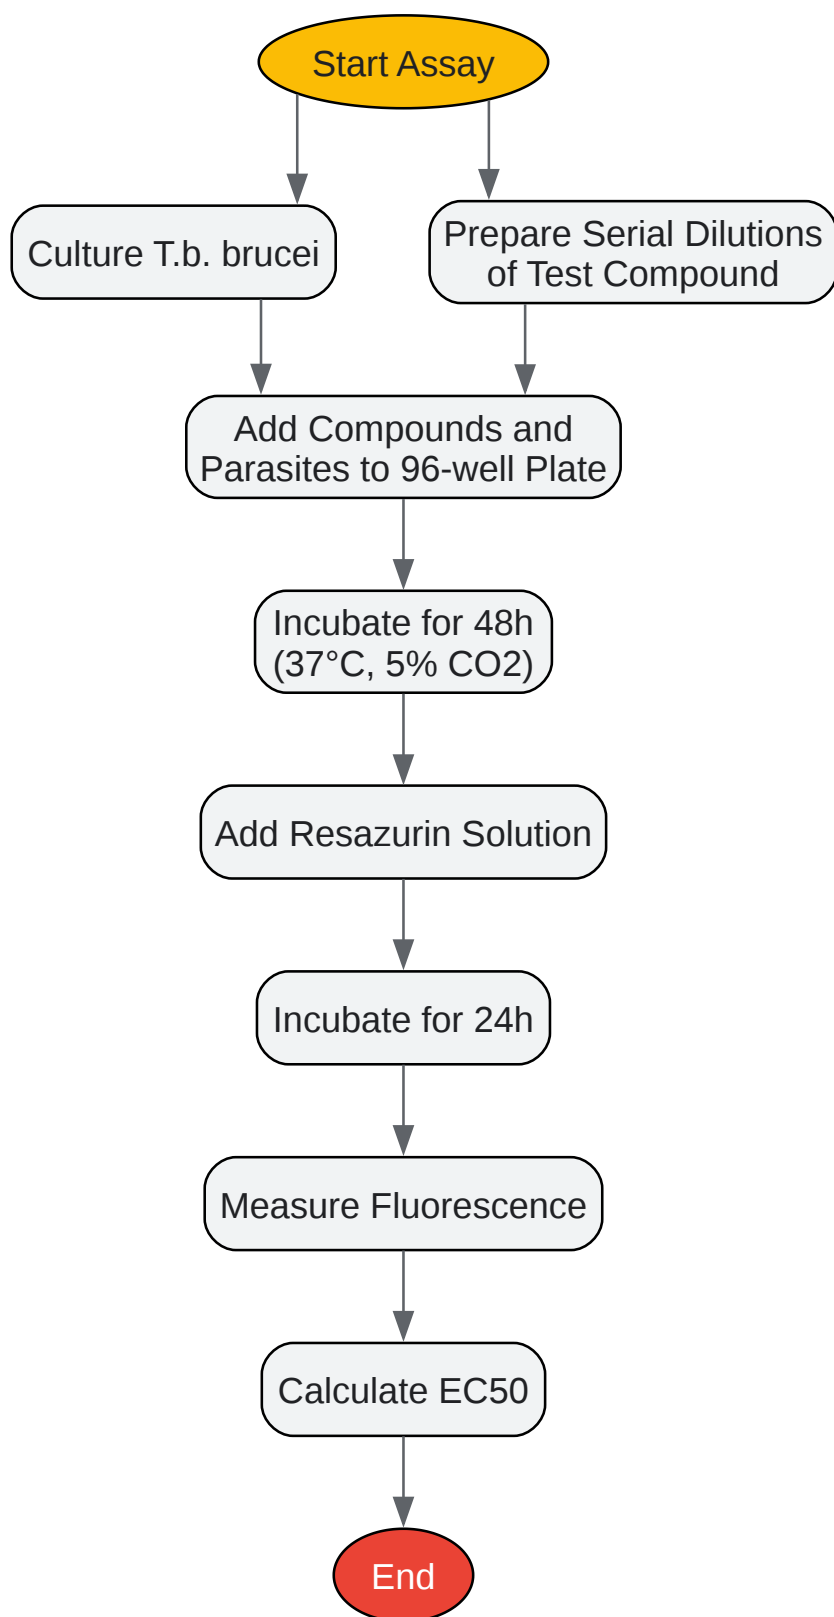 Start Assay
Culture T.b. brucei
Prepare Serial Dilutions
of Test Compound
Add Compounds and
Parasites to 96-well Plate
Incubate for 48h
(37°C, 5% CO2)
Add Resazurin Solution
Incubate for 24h
Measure Fluorescence
Calculate EC50
End